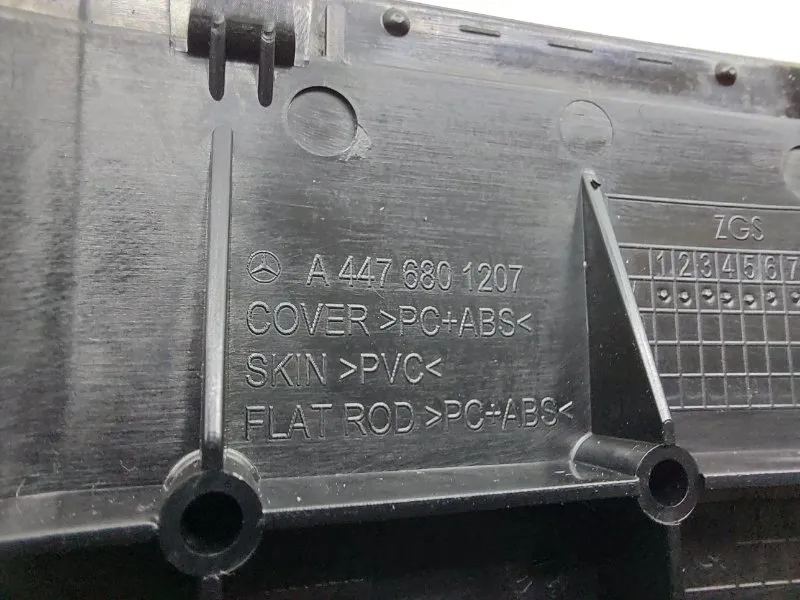 A 447 680 1207
COVER >PC+ABS<
SKIN >PVC<
FLAT ROD >PC+ABS<
ZGS
1 2 3 4 5 6 7